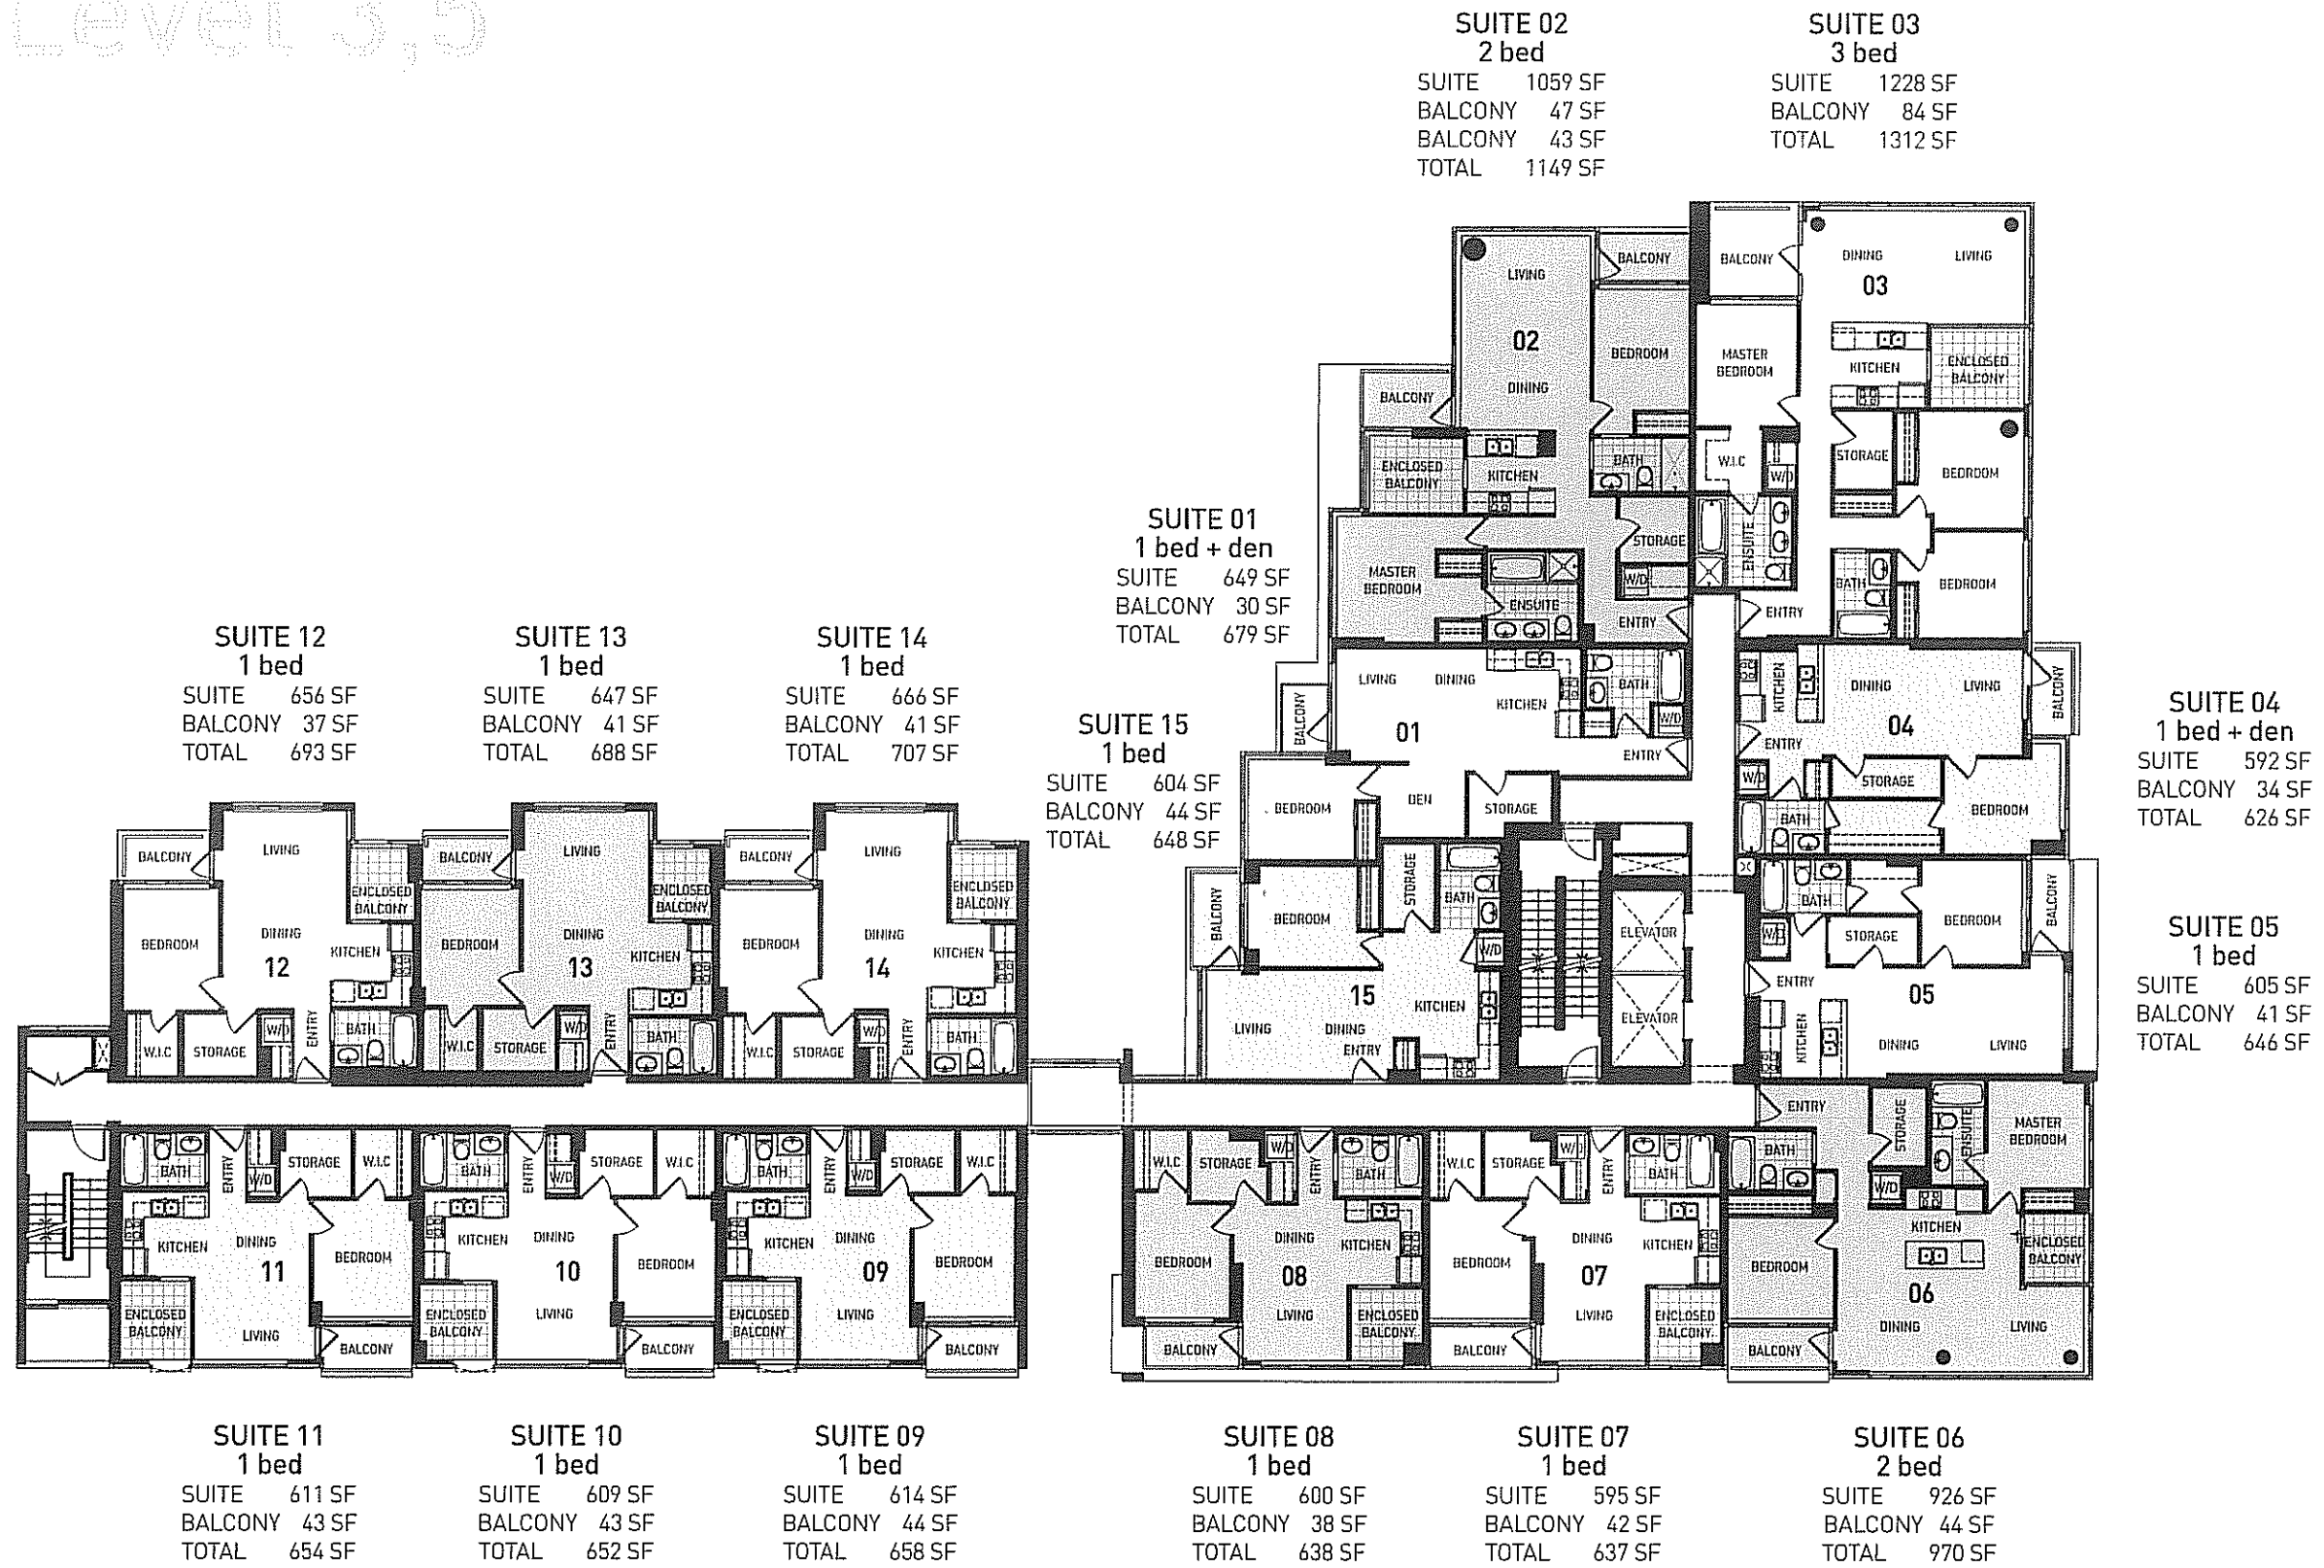 Level 3,5
SUITE 02
2 bed
SUITE 1059 SF
BALCONY 47 SF
BALCONY 43 SF
TOTAL 1149 SF
SUITE 03
3 bed
SUITE 1228 SF
BALCONY 84 SF
TOTAL 1312 SF
SUITE 01
1 bed + den
SUITE 649 SF
BALCONY 30 SF
TOTAL 679 SF
SUITE 12
1 bed
SUITE 656 SF
BALCONY 37 SF
TOTAL 693 SF
SUITE 13
1 bed
SUITE 647 SF
BALCONY 41 SF
TOTAL 688 SF
SUITE 14
1 bed
SUITE 666 SF
BALCONY 41 SF
TOTAL 707 SF
SUITE 15
1 bed
SUITE 604 SF
BALCONY 44 SF
TOTAL 648 SF
SUITE 04
1 bed + den
SUITE 592 SF
BALCONY 34 SF
TOTAL 626 SF
SUITE 05
1 bed
SUITE 605 SF
BALCONY 41 SF
TOTAL 646 SF
LIVING
BALCONY
02
BEDROOM
DINING
BALCONY
ENCLOSED
BALCONY
KITCHEN
BATH
STORAGE
MASTER
BEDROOM
ENSUITE
W/D
ENTRY
BALCONY
DINING
LIVING
03
MASTER
BEDROOM
KITCHEN
ENCLOSED
BALCONY
W.I.C
W/D
STORAGE
BEDROOM
ENSUITE
BATH
BEDROOM
ENTRY
LIVING
DINING
KITCHEN
BATH
W/D
BALCONY
01
ENTRY
BEDROOM
DEN
STORAGE
KITCHEN
DINING
LIVING
BALCONY
04
ENTRY
W/D
STORAGE
BATH
BEDROOM
BALCONY
BEDROOM
STORAGE
BATH
W/D
15
KITCHEN
LIVING
DINING
ENTRY
ELEVATOR
ELEVATOR
BATH
BEDROOM
BALCONY
W/D
STORAGE
ENTRY
05
KITCHEN
DINING
LIVING
BALCONY
LIVING
ENCLOSED
BALCONY
BEDROOM
DINING
KITCHEN
12
W.I.C
STORAGE
W/D
ENTRY
BATH
BALCONY
LIVING
ENCLOSED
BALCONY
BEDROOM
DINING
KITCHEN
13
W.I.C
STORAGE
W/D
ENTRY
BATH
BALCONY
LIVING
ENCLOSED
BALCONY
BEDROOM
DINING
KITCHEN
14
W.I.C
STORAGE
W/D
ENTRY
BATH
BATH
ENTRY
W/D
STORAGE
W.I.C
KITCHEN
DINING
11
BEDROOM
ENCLOSED
BALCONY
LIVING
BALCONY
BATH
ENTRY
W/D
STORAGE
W.I.C
KITCHEN
DINING
10
BEDROOM
ENCLOSED
BALCONY
LIVING
BALCONY
BATH
ENTRY
W/D
STORAGE
W.I.C
KITCHEN
DINING
09
BEDROOM
ENCLOSED
BALCONY
LIVING
BALCONY
W.I.C
STORAGE
W/D
ENTRY
BATH
BEDROOM
DINING
KITCHEN
08
LIVING
ENCLOSED
BALCONY
BALCONY
W.I.C
STORAGE
W/D
ENTRY
BATH
BEDROOM
DINING
KITCHEN
07
LIVING
ENCLOSED
BALCONY
BALCONY
ENTRY
STORAGE
ENSUITE
MASTER
BEDROOM
BATH
W/D
KITCHEN
ENCLOSED
BALCONY
BEDROOM
06
DINING
LIVING
BALCONY
SUITE 11
1 bed
SUITE 611 SF
BALCONY 43 SF
TOTAL 654 SF
SUITE 10
1 bed
SUITE 609 SF
BALCONY 43 SF
TOTAL 652 SF
SUITE 09
1 bed
SUITE 614 SF
BALCONY 44 SF
TOTAL 658 SF
SUITE 08
1 bed
SUITE 600 SF
BALCONY 38 SF
TOTAL 638 SF
SUITE 07
1 bed
SUITE 595 SF
BALCONY 42 SF
TOTAL 637 SF
SUITE 06
2 bed
SUITE 926 SF
BALCONY 44 SF
TOTAL 970 SF